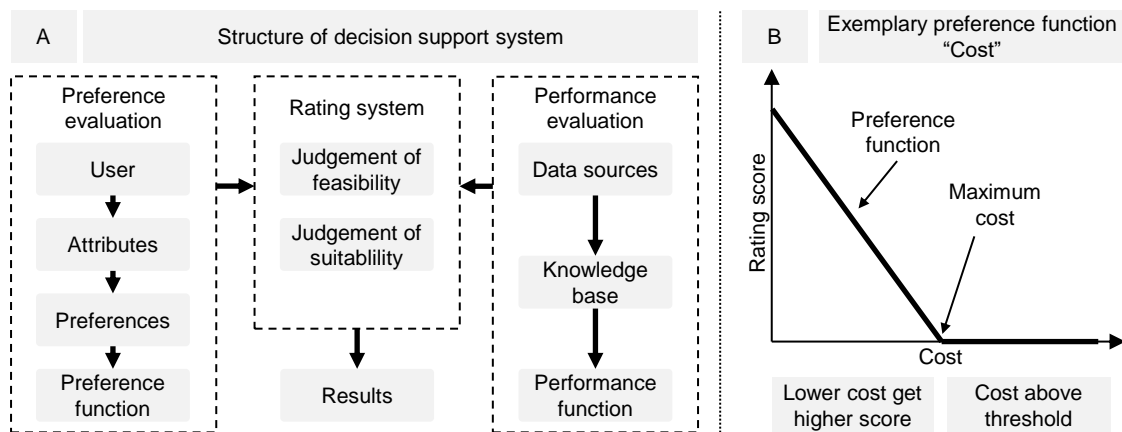 A
Structure of decision support system
Preference
evaluation
User
Attributes
Preferences
Preference
function
Rating system
Judgement of
feasibility
Judgement of
suitablility
Results
Performance
evaluation
Data sources
Knowledge
base
Performance
function
B
Exemplary preference function
“Cost”
Rating score
Preference
function
Maximum
cost
Cost
Lower cost get
higher score
Cost above
threshold